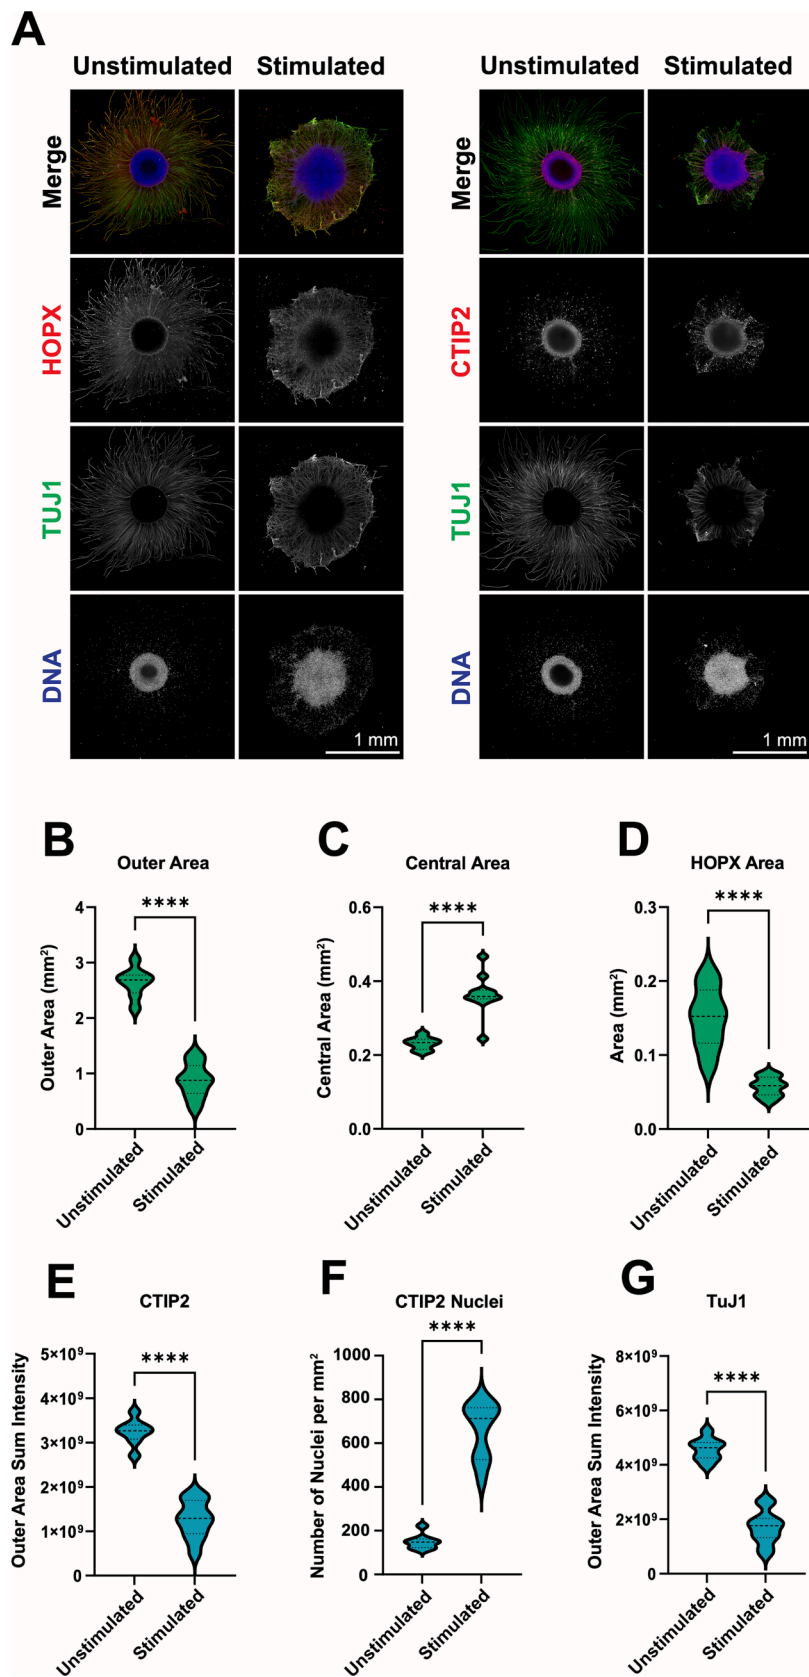 A
Unstimulated Stimulated Unstimulated Stimulated
Merge Merge
HOPX CTIP2
TUJ1 TUJ1
DNA DNA
1 mm 1 mm
B C D
Outer Area Central Area HOPX Area
**** **** ****
Outer Area (mm²)
4
3
2
1
0
Unstimulated Stimulated
Central Area (mm²)
0.6
0.4
0.2
0.0
Unstimulated Stimulated
Area (mm²)
0.3
0.2
0.1
0.0
Unstimulated Stimulated
E F G
CTIP2 CTIP2 Nuclei TuJ1
**** **** ****
Outer Area Sum Intensity
5×10⁹
4×10⁹
3×10⁹
2×10⁹
1×10⁹
0
Unstimulated Stimulated
Number of Nuclei per mm²
1000
800
600
400
200
0
Unstimulated Stimulated
Outer Area Sum Intensity
8×10⁹
6×10⁹
4×10⁹
2×10⁹
0
Unstimulated Stimulated